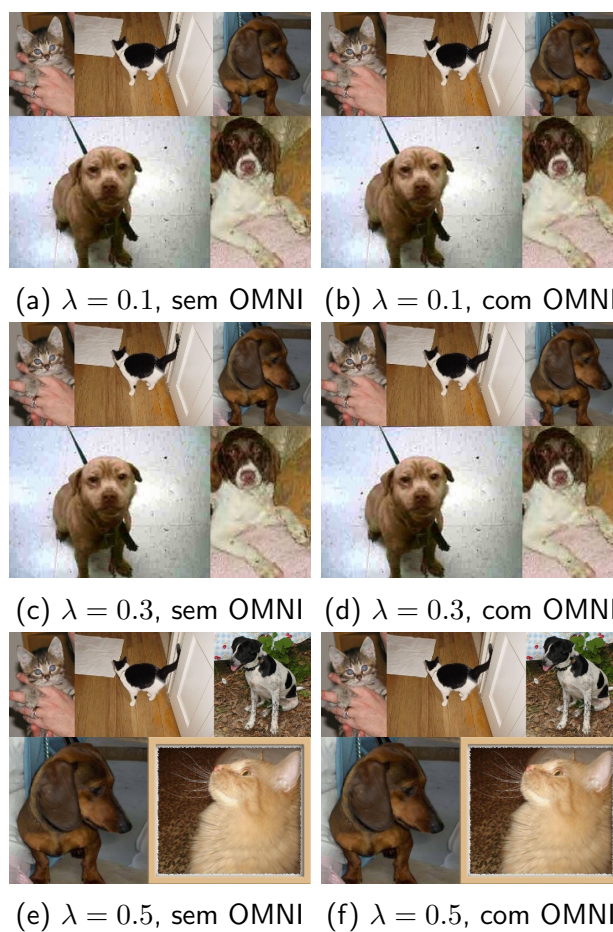 (a) λ = 0.1, sem OMNI (b) λ = 0.1, com OMNI
(c) λ = 0.3, sem OMNI (d) λ = 0.3, com OMNI
(e) λ = 0.5, sem OMNI (f) λ = 0.5, com OMNI